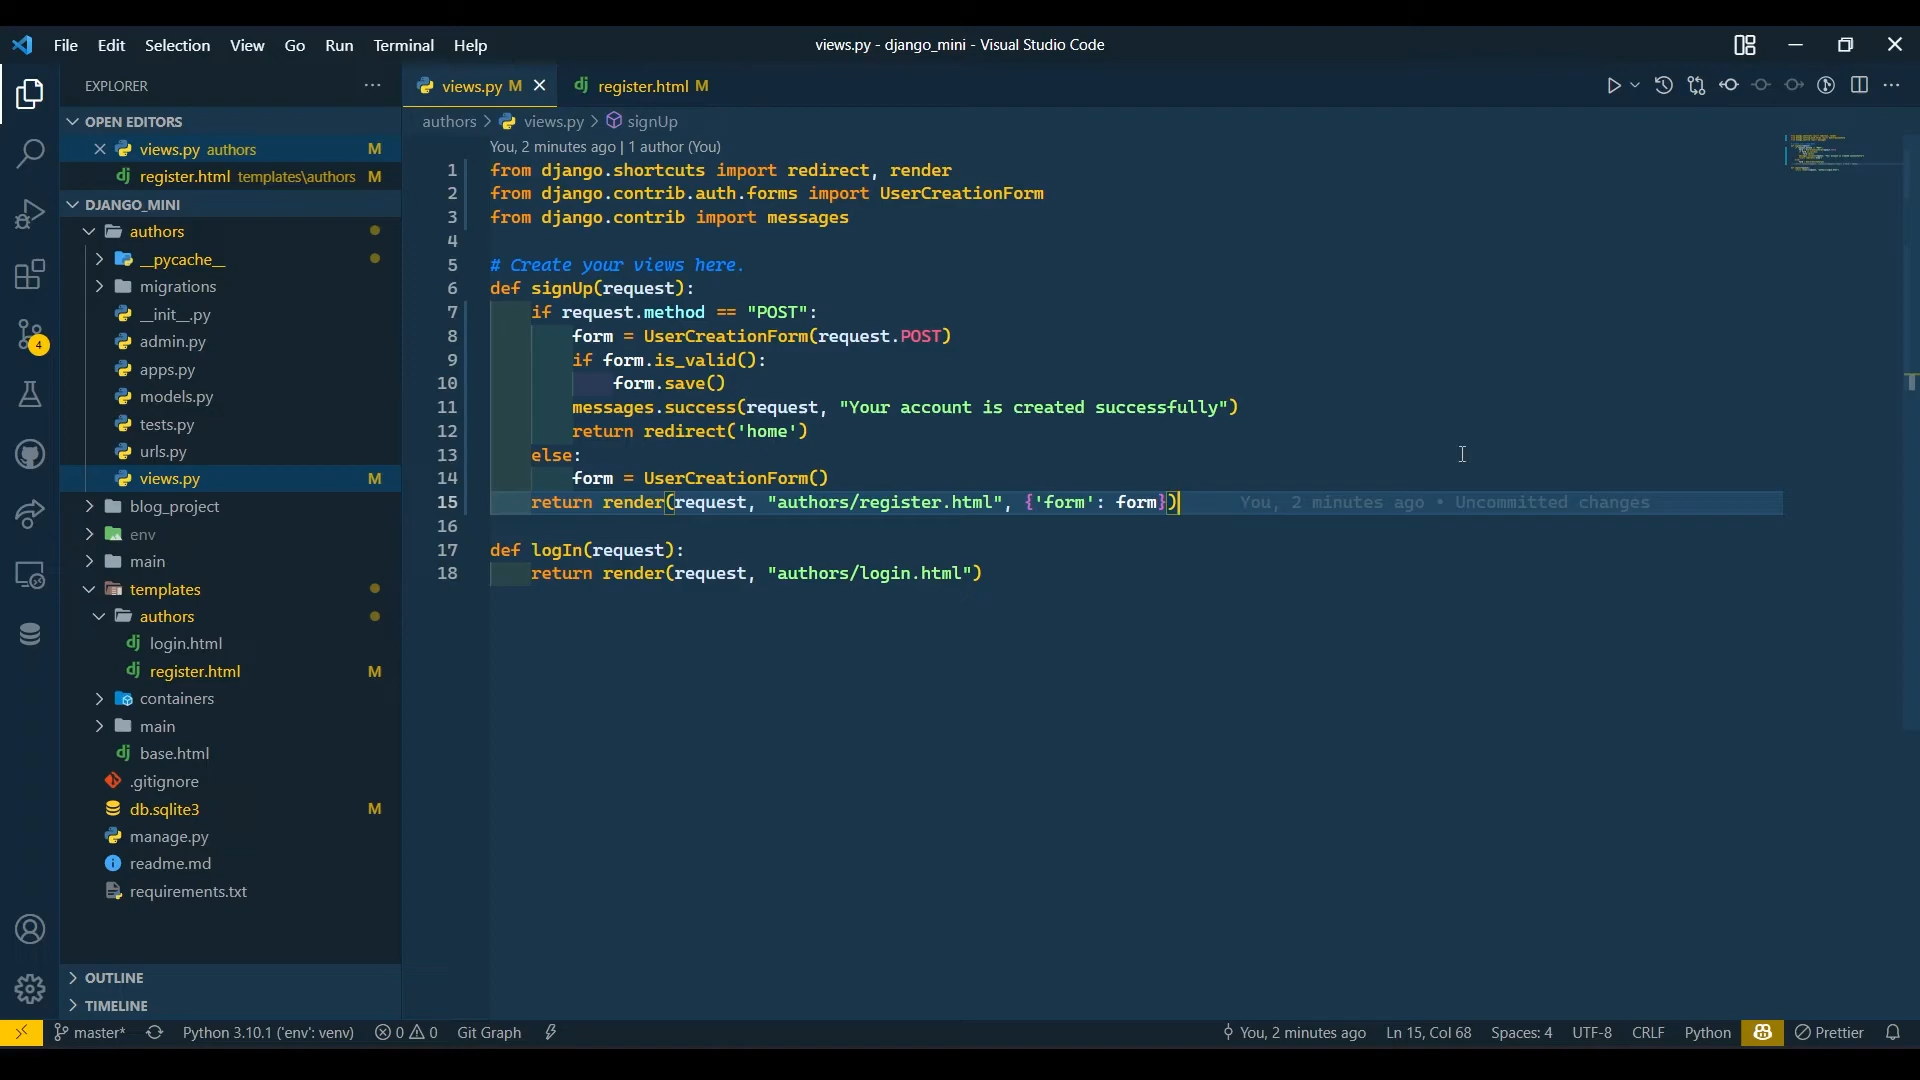 File Edit Selection View Go Run Terminal Help
views.py - django_mini - Visual Studio Code
EXPLORER
OPEN EDITORS
views.py authors M
register.html templates\authors M
DJANGO_MINI
authors
__pycache__
migrations
__init__.py
admin.py
apps.py
models.py
tests.py
urls.py
views.py M
blog_project
env
main
templates
authors
login.html
register.html M
containers
main
base.html
.gitignore
db.sqlite3 M
manage.py
readme.md
requirements.txt
OUTLINE
TIMELINE
4
views.py M
register.html M
authors > views.py > signUp
You, 2 minutes ago | 1 author (You)
1 from django.shortcuts import redirect, render
2 from django.contrib.auth.forms import UserCreationForm
3 from django.contrib import messages
4
5 # Create your views here.
6 def signUp(request):
7 if request.method == "POST":
8 form = UserCreationForm(request.POST)
9 if form.is_valid():
10 form.save()
11 messages.success(request, "Your account is created successfully")
12 return redirect('home')
13 else:
14 form = UserCreationForm()
15 return render(request, "authors/register.html", {'form': form}) You, 2 minutes ago • Uncommitted changes
16
17 def logIn(request):
18 return render(request, "authors/login.html")
master* Python 3.10.1 ('env': venv) 0 0 Git Graph You, 2 minutes ago Ln 15, Col 68 Spaces: 4 UTF-8 CRLF Python Prettier